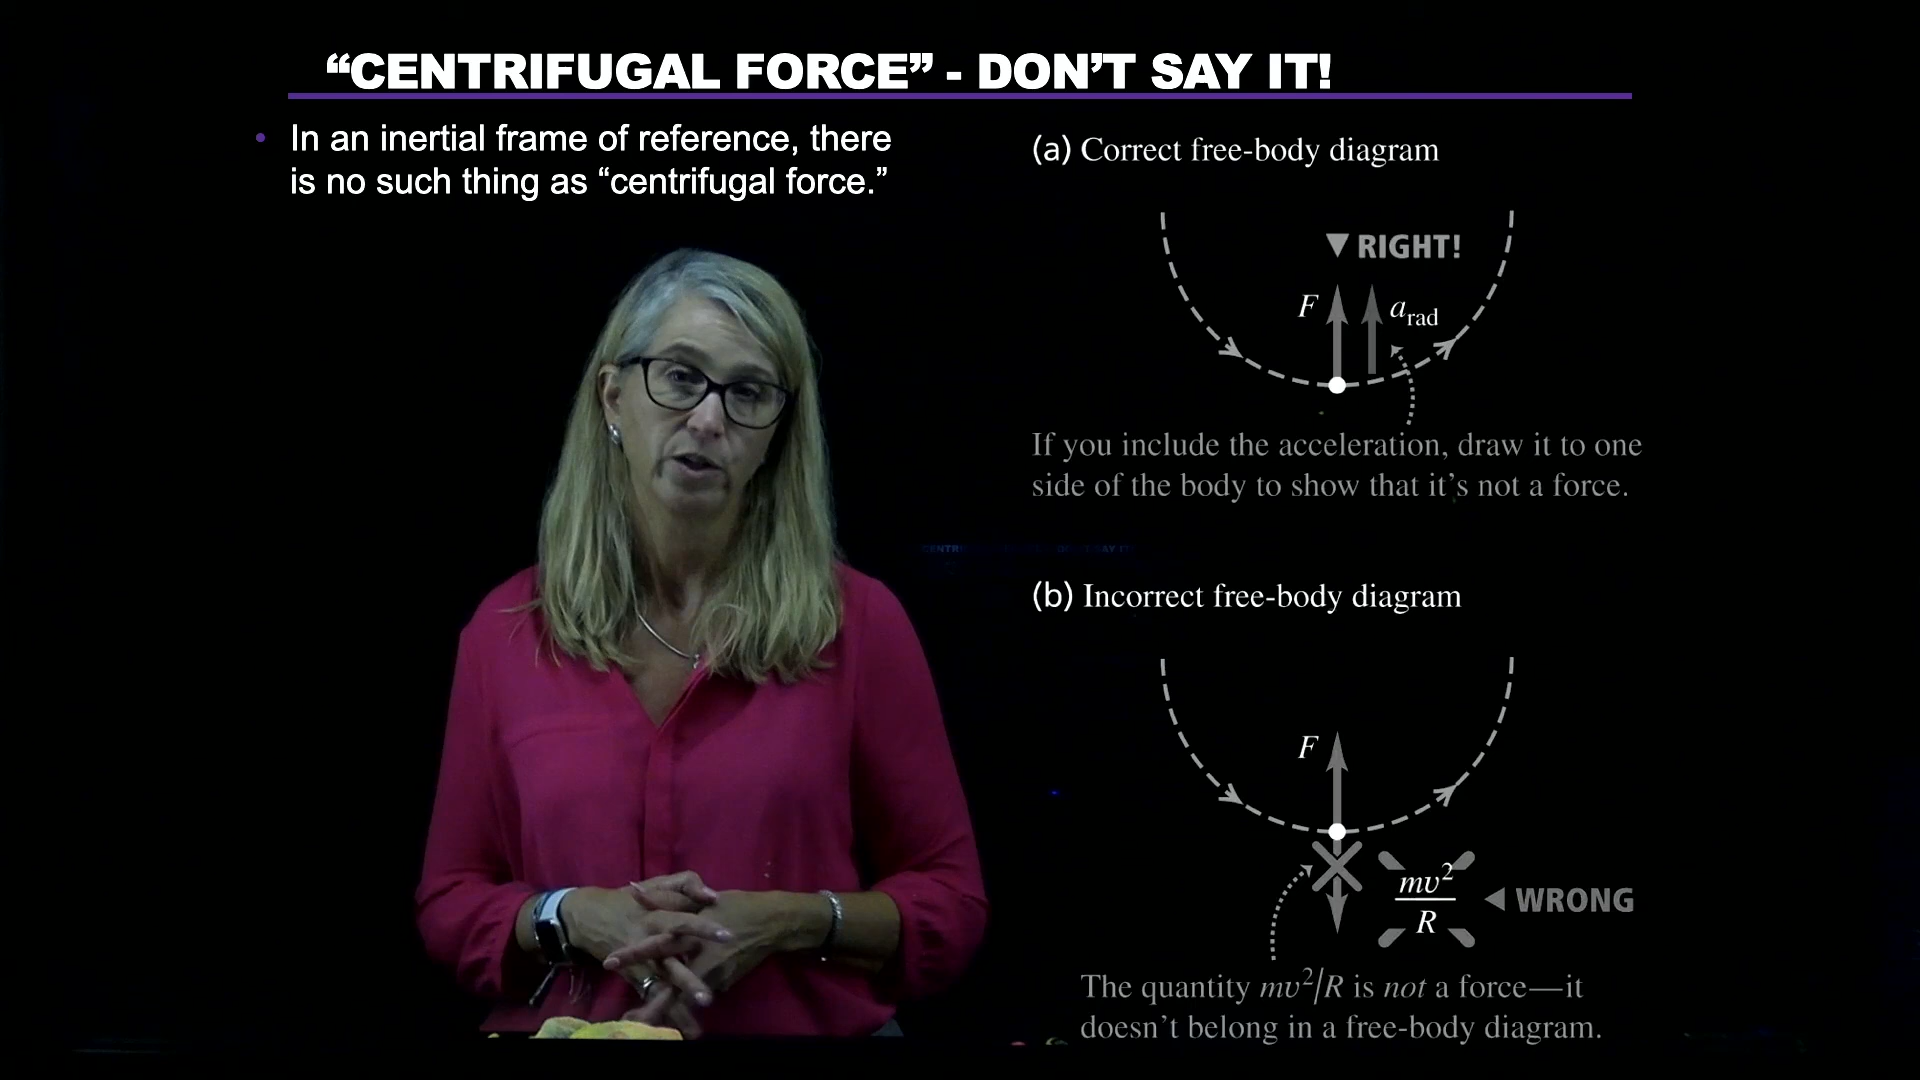 “CENTRIFUGAL FORCE” - DON’T SAY IT!
• In an inertial frame of reference, there
is no such thing as “centrifugal force.”
(a) Correct free-body diagram
▼ RIGHT!
F
a_rad
If you include the acceleration, draw it to one
side of the body to show that it’s not a force.
(b) Incorrect free-body diagram
F
mv²/R
◀ WRONG
The quantity mv²/R is not a force—it
doesn’t belong in a free-body diagram.